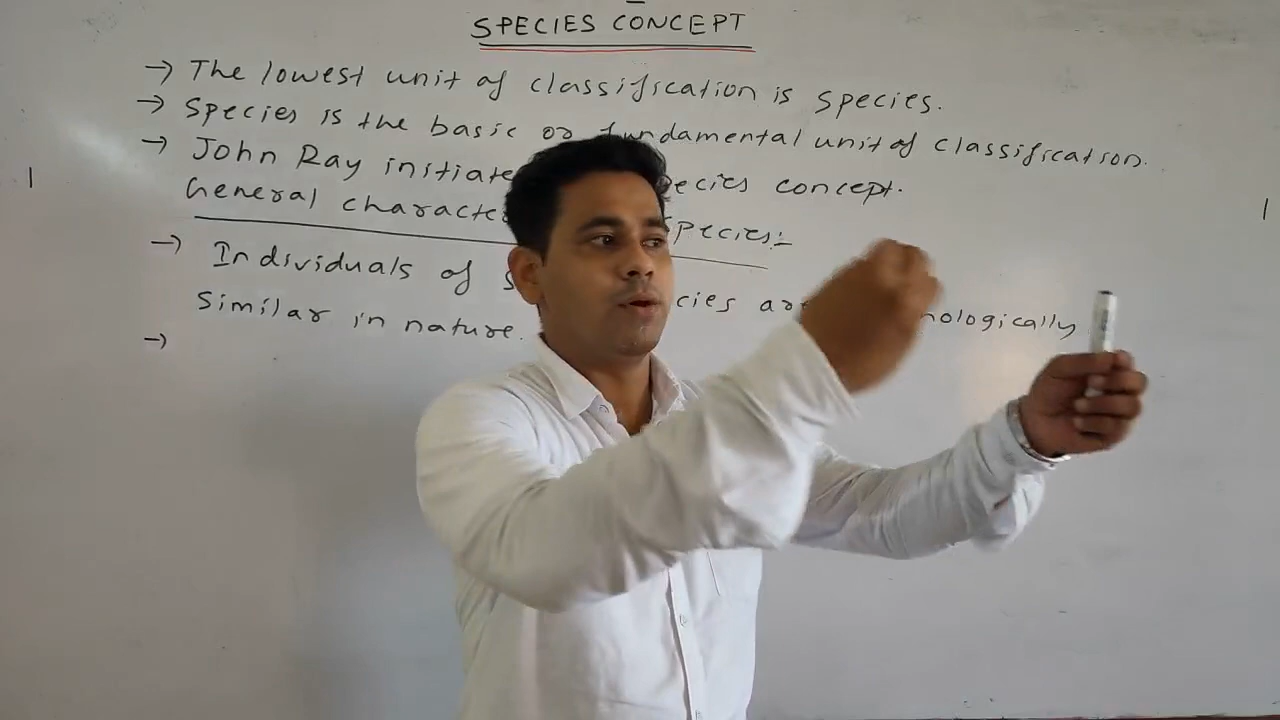 SPECIES CONCEPT
→ The lowest unit of classification is species.
→ Species is the basic or fundamental unit of classification.
→ John Ray initiate ecies concept.
General characte Species:-
→ Individuals of s cies ar nologically
Similar in nature.
→